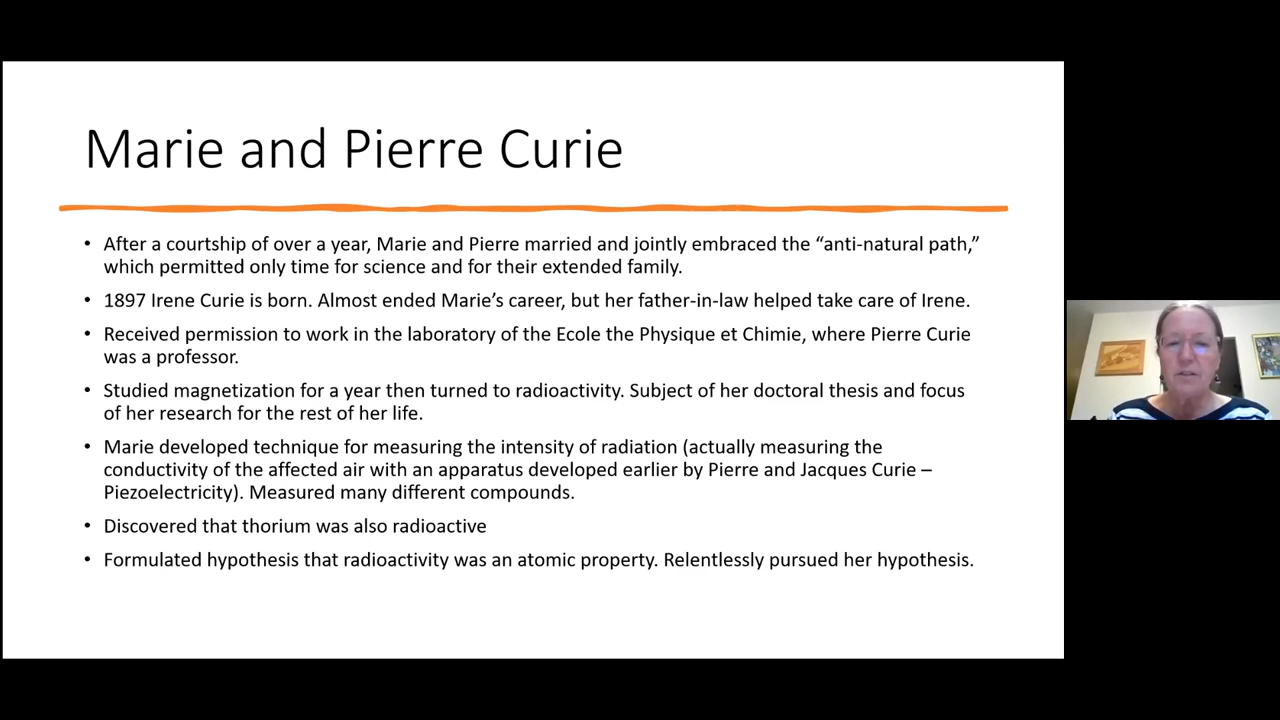 Marie and Pierre Curie
• After a courtship of over a year, Marie and Pierre married and jointly embraced the “anti-natural path,”
which permitted only time for science and for their extended family.
• 1897 Irene Curie is born. Almost ended Marie’s career, but her father-in-law helped take care of Irene.
• Received permission to work in the laboratory of the Ecole the Physique et Chimie, where Pierre Curie
was a professor.
• Studied magnetization for a year then turned to radioactivity. Subject of her doctoral thesis and focus
of her research for the rest of her life.
• Marie developed technique for measuring the intensity of radiation (actually measuring the
conductivity of the affected air with an apparatus developed earlier by Pierre and Jacques Curie –
Piezoelectricity). Measured many different compounds.
• Discovered that thorium was also radioactive
• Formulated hypothesis that radioactivity was an atomic property. Relentlessly pursued her hypothesis.